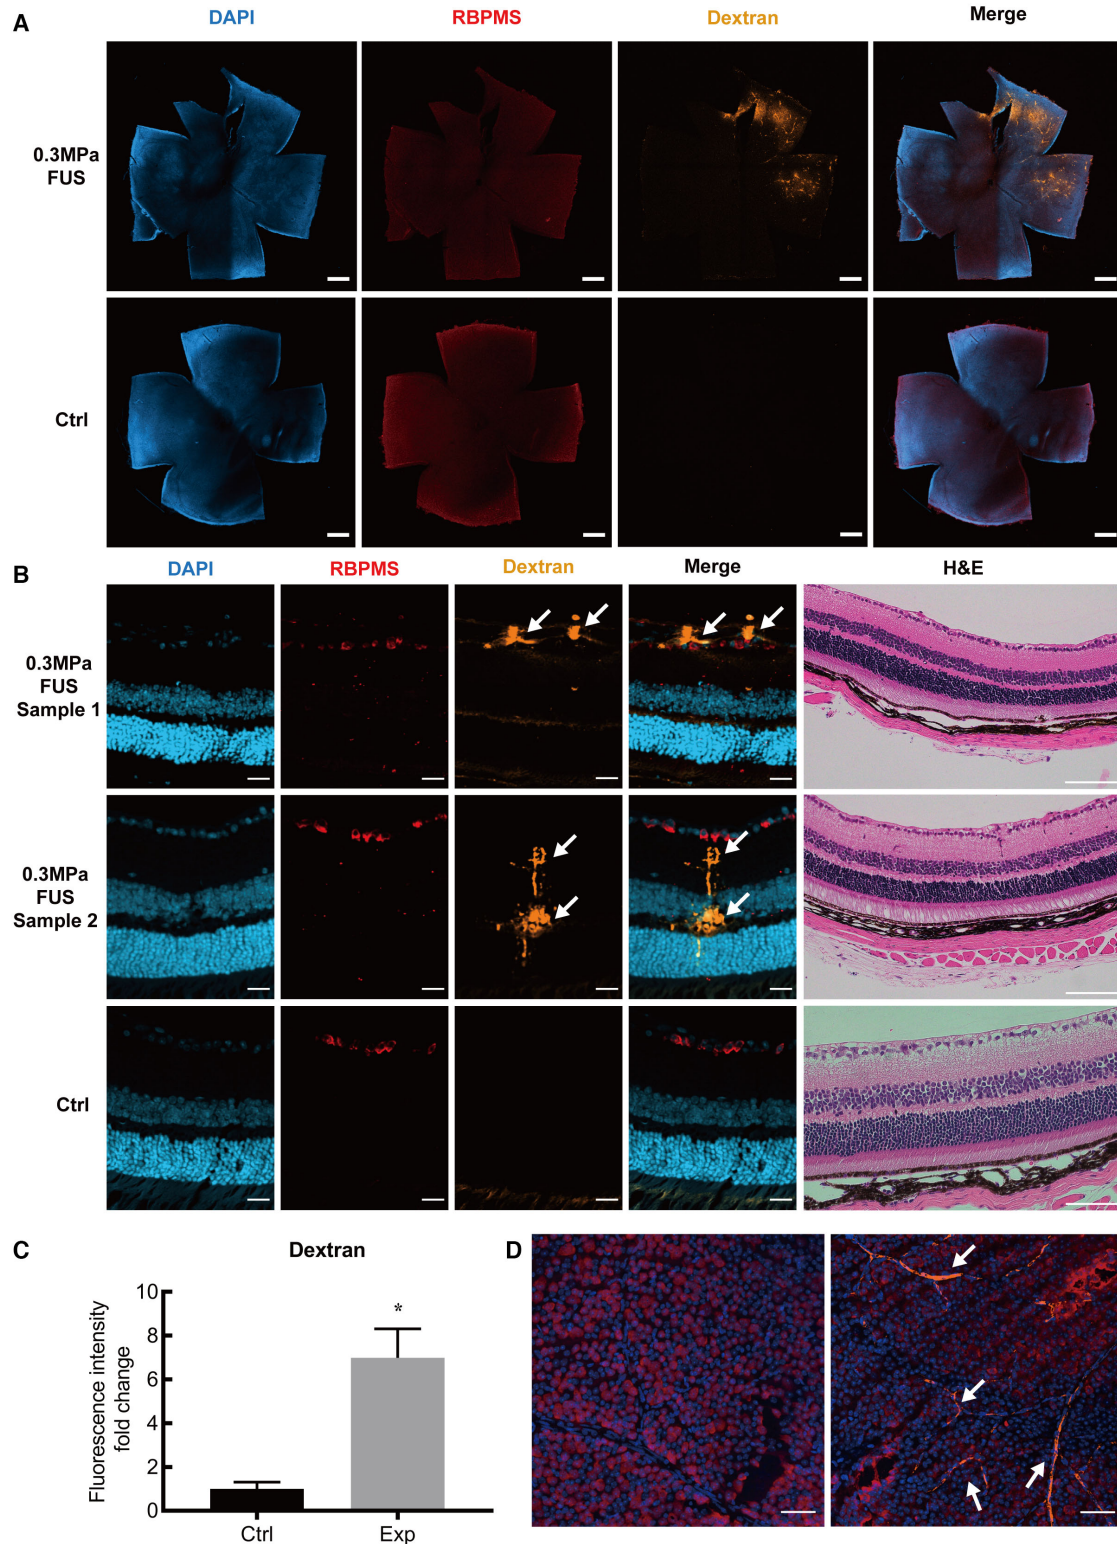 A
DAPI
RBPMS
Dextran
Merge
0.3MPa
FUS
Ctrl
B
DAPI
RBPMS
Dextran
Merge
H&E
0.3MPa
FUS
Sample 1
0.3MPa
FUS
Sample 2
Ctrl
C
Dextran
Fluorescence intensity
fold change
10
8
6
4
2
0
*
Ctrl
Exp
D